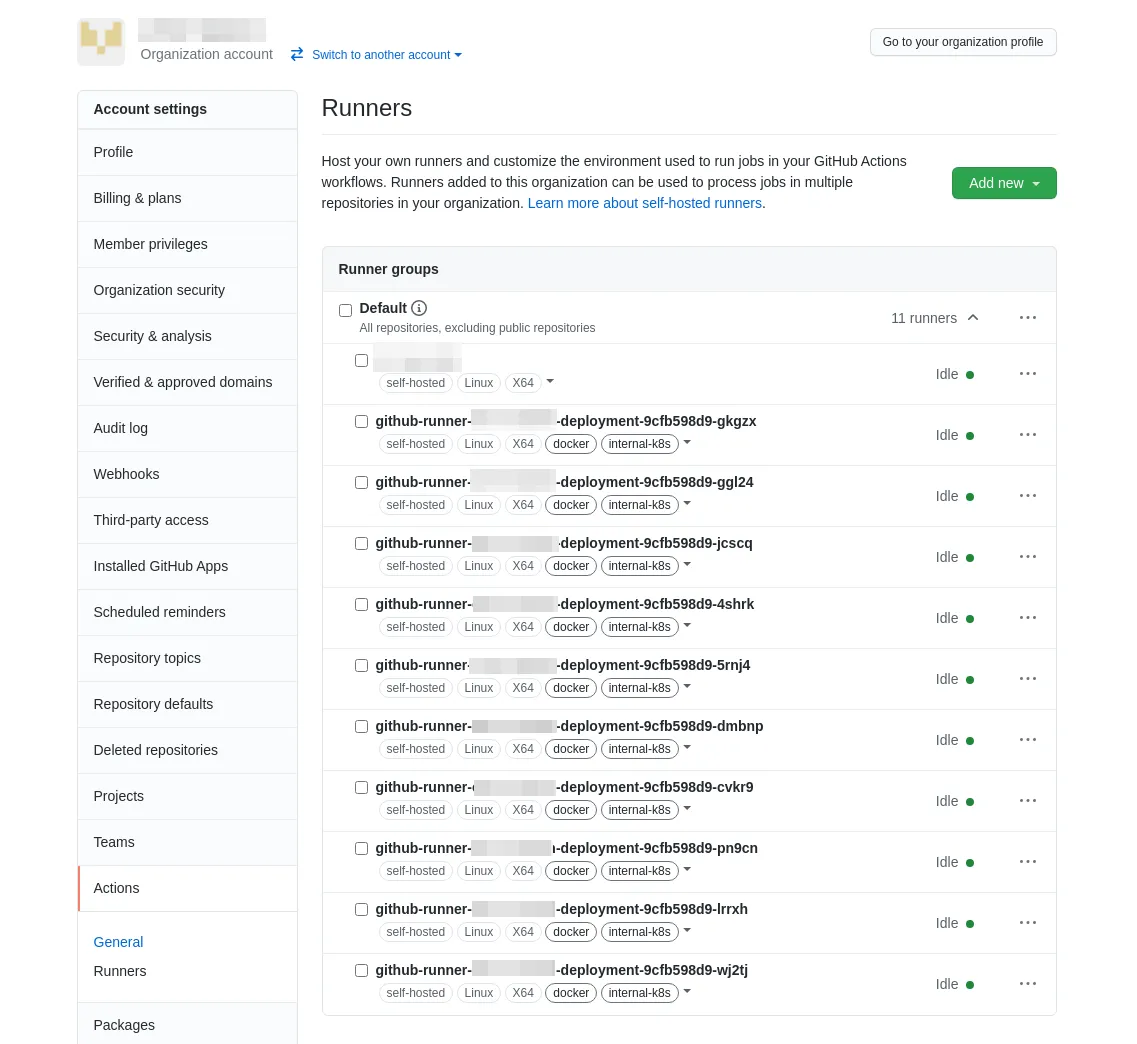 Organization account Switch to another account
Go to your organization profile
Account settings
Profile
Billing & plans
Member privileges
Organization security
Security & analysis
Verified & approved domains
Audit log
Webhooks
Third-party access
Installed GitHub Apps
Scheduled reminders
Repository topics
Repository defaults
Deleted repositories
Projects
Teams
Actions
General
Runners
Packages
Runners
Host your own runners and customize the environment used to run jobs in your GitHub Actions
workflows. Runners added to this organization can be used to process jobs in multiple
repositories in your organization. Learn more about self-hosted runners.
Add new
Runner groups
Default
All repositories, excluding public repositories
11 runners
self-hosted Linux X64
Idle
github-runner- -deployment-9cfb598d9-gkgzx
self-hosted Linux X64 docker internal-k8s
Idle
github-runner- -deployment-9cfb598d9-ggl24
self-hosted Linux X64 docker internal-k8s
Idle
github-runner- -deployment-9cfb598d9-jcscq
self-hosted Linux X64 docker internal-k8s
Idle
github-runner- -deployment-9cfb598d9-4shrk
self-hosted Linux X64 docker internal-k8s
Idle
github-runner- -deployment-9cfb598d9-5rnj4
self-hosted Linux X64 docker internal-k8s
Idle
github-runner- -deployment-9cfb598d9-dmbnp
self-hosted Linux X64 docker internal-k8s
Idle
github-runner- -deployment-9cfb598d9-cvkr9
self-hosted Linux X64 docker internal-k8s
Idle
github-runner- -deployment-9cfb598d9-pn9cn
self-hosted Linux X64 docker internal-k8s
Idle
github-runner- -deployment-9cfb598d9-lrrxh
self-hosted Linux X64 docker internal-k8s
Idle
github-runner- -deployment-9cfb598d9-wj2tj
self-hosted Linux X64 docker internal-k8s
Idle